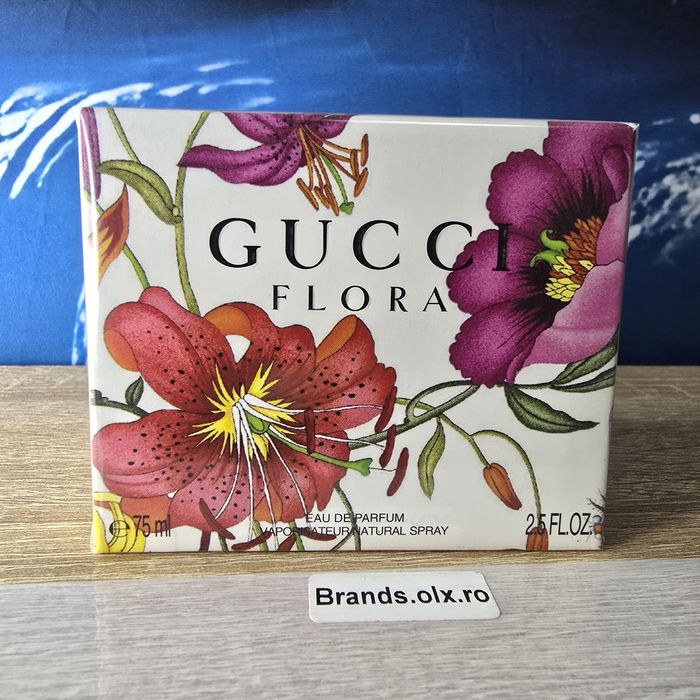 GUCCI
FLORA
℮ 75 ml
EAU DE PARFUM
VAPORISATEUR NATURAL SPRAY
2.5 FL.OZ.
Brands.olx.ro